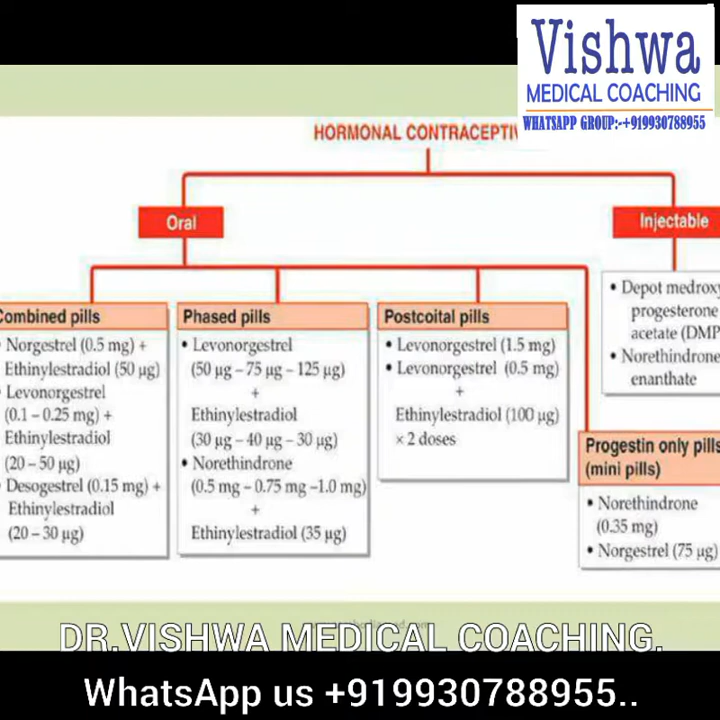 Vishwa
MEDICAL COACHING
WHATSAPP GROUP:-+919930788955
HORMONAL CONTRACEPTIV
Oral
Injectable
Combined pills
Norgestrel (0.5 mg) +
Ethinylestradiol (50 µg)
Levonorgestrel
(0.1 – 0.25 mg) +
Ethinylestradiol
(20 – 50 µg)
Desogestrel (0.15 mg) +
Ethinylestradiol
(20 – 30 µg)
Phased pills
• Levonorgestrel
(50 µg – 75 µg – 125 µg)
+
Ethinylestradiol
(30 µg – 40 µg – 30 µg)
• Norethindrone
(0.5 mg – 0.75 mg –1.0 mg)
+
Ethinylestradiol (35 µg)
Postcoital pills
• Levonorgestrel (1.5 mg)
• Levonorgestrel (0.5 mg)
+
Ethinylestradiol (100 µg)
× 2 doses
• Depot medroxy
progesterone
acetate (DMP
• Norethindrone
enanthate
Progestin only pills
(mini pills)
• Norethindrone
(0.35 mg)
• Norgestrel (75 µg)
DR.VISHWA MEDICAL COACHING.
WhatsApp us +919930788955..